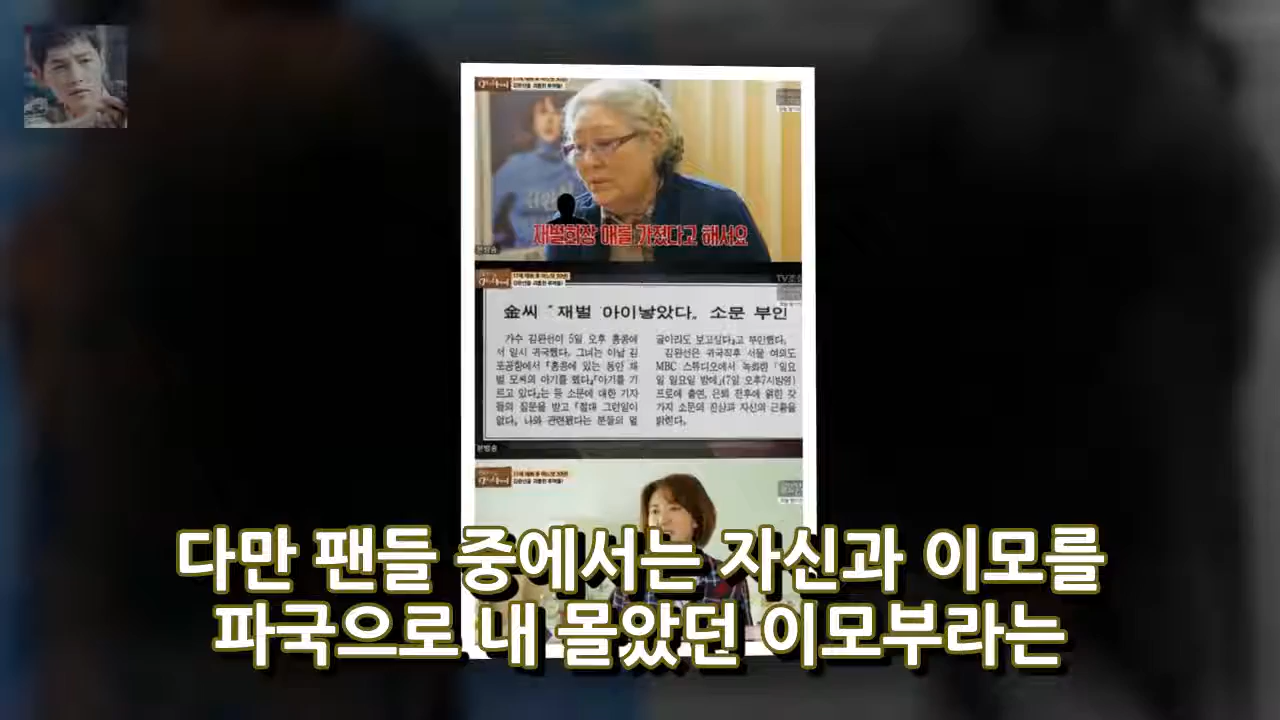 재벌회장 애를 가졌다고 해서요
金씨 "재벌 아이낳았다" 소문 부인
가수 김완선이 5일 오후 홍콩에
서 일시 귀국했다. 그녀는 이날 김
포공항에서 「홍콩에 있는 동안 재
벌 모씨의 아기를 뗐다」「아기를 기
르고 있다」는 등 소문에 대한 기자
들의 질문을 받고 「절대 그런일이
없다. 나와 관련됐다는 분들의 얼
굴이라도 보고싶다」고 부인했다.
김완선은 귀국직후 서울 여의도
MBC 스튜디오에서 녹화한 「일요
일 일요일 밤에」(7일 오후7시방영)
프로에 출연, 은퇴 전후에 얽힌 갖
가지 소문의 진상과 자신의 근황을
밝힌다.
다만 팬들 중에서는 자신과 이모를
파국으로 내 몰았던 이모부라는